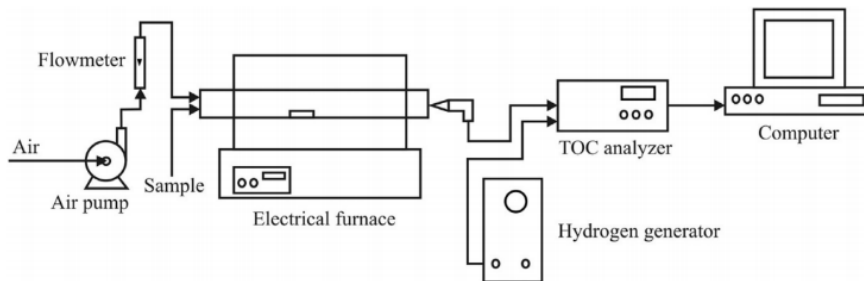 Flowmeter
Air
Air pump
Sample
Electrical furnace
TOC analyzer
Hydrogen generator
Computer